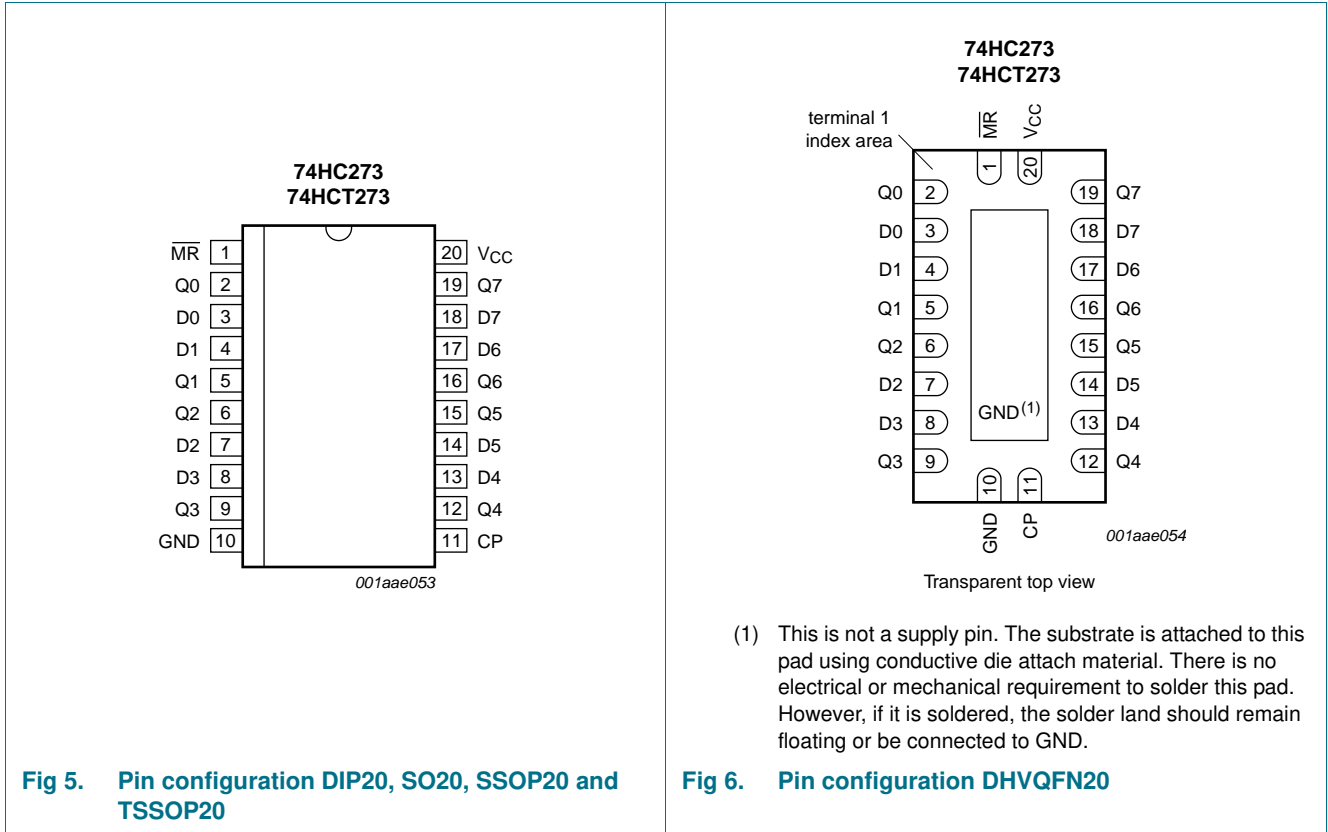 74HC273
74HCT273
MR 1
Q0 2
D0 3
D1 4
Q1 5
Q2 6
D2 7
D3 8
Q3 9
GND 10
20 VCC
19 Q7
18 D7
17 D6
16 Q6
15 Q5
14 D5
13 D4
12 Q4
11 CP
001aae053
Fig 5. Pin configuration DIP20, SO20, SSOP20 and
TSSOP20
74HC273
74HCT273
terminal 1
index area
MR
VCC
1
20
Q0 2
D0 3
D1 4
Q1 5
Q2 6
D2 7
D3 8
Q3 9
19 Q7
18 D7
17 D6
16 Q6
15 Q5
14 D5
13 D4
12 Q4
GND(1)
10
11
GND
CP
001aae054
Transparent top view
(1) This is not a supply pin. The substrate is attached to this
pad using conductive die attach material. There is no
electrical or mechanical requirement to solder this pad.
However, if it is soldered, the solder land should remain
floating or be connected to GND.
Fig 6. Pin configuration DHVQFN20